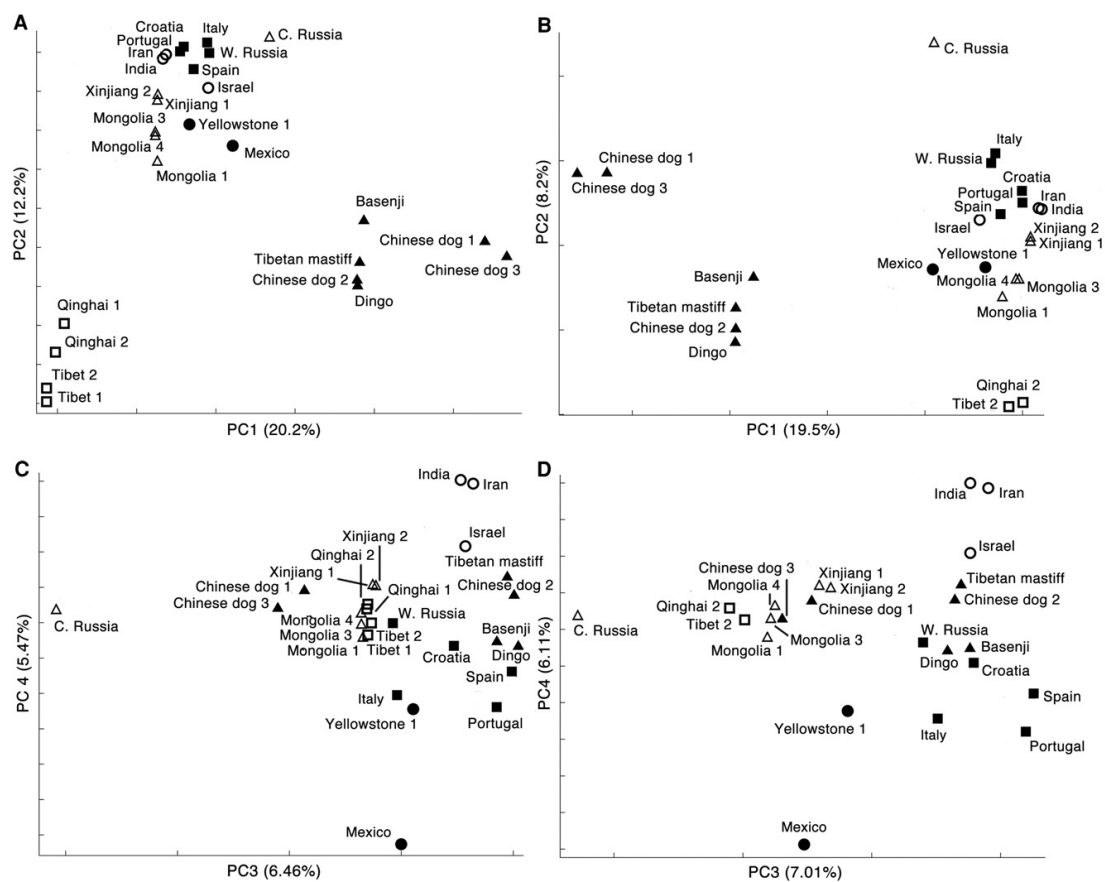 A
Croatia
Italy
C. Russia
Portugal
Iran
W. Russia
India
Spain
Israel
Xinjiang 2
Xinjiang 1
Mongolia 3
Yellowstone 1
Mongolia 4
Mexico
Mongolia 1
Basenji
Chinese dog 1
Tibetan mastiff
Chinese dog 3
Chinese dog 2
Dingo
Qinghai 1
Qinghai 2
Tibet 2
Tibet 1
PC2 (12.2%)
PC1 (20.2%)
B
C. Russia
Italy
W. Russia
Chinese dog 1
Chinese dog 3
Croatia
Portugal
Iran
Spain
India
Israel
Xinjiang 2
Xinjiang 1
Yellowstone 1
Mexico
Basenji
Mongolia 4
Mongolia 3
Mongolia 1
Tibetan mastiff
Chinese dog 2
Dingo
Qinghai 2
Tibet 2
PC2 (8.2%)
PC1 (19.5%)
C
India
Iran
Xinjiang 2
Israel
Qinghai 2
Tibetan mastiff
Xinjiang 1
Chinese dog 1
Qinghai 1
Chinese dog 2
Chinese dog 3
C. Russia
Mongolia 4
W. Russia
Mongolia 3
Tibet 2
Basenji
Mongolia 1
Tibet 1
Croatia
Dingo
Spain
Italy
Yellowstone 1
Portugal
Mexico
PC 4 (5.47%)
PC3 (6.46%)
D
India
Iran
Israel
Chinese dog 3
Xinjiang 1
Mongolia 4
Xinjiang 2
Tibetan mastiff
Chinese dog 2
Qinghai 2
Chinese dog 1
Tibet 2
C. Russia
W. Russia
Mongolia 3
Mongolia 1
Basenji
Dingo
Croatia
Spain
Yellowstone 1
Italy
Portugal
Mexico
PC4 (6.11%)
PC3 (7.01%)